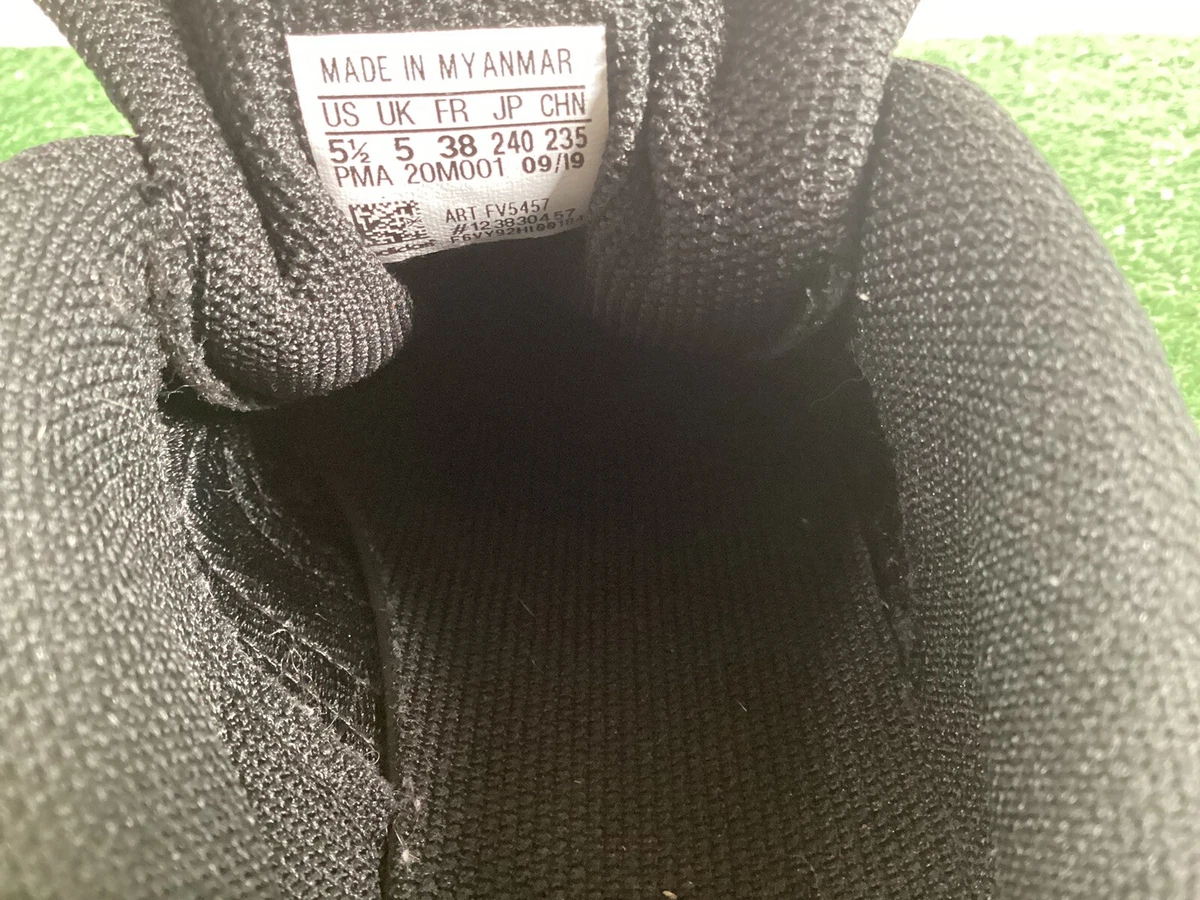 MADE IN MYANMAR
US UK FR JP CHN
5½ 5 38 240 235
PMA 20M001 09/19
ART FV5457
#123830457